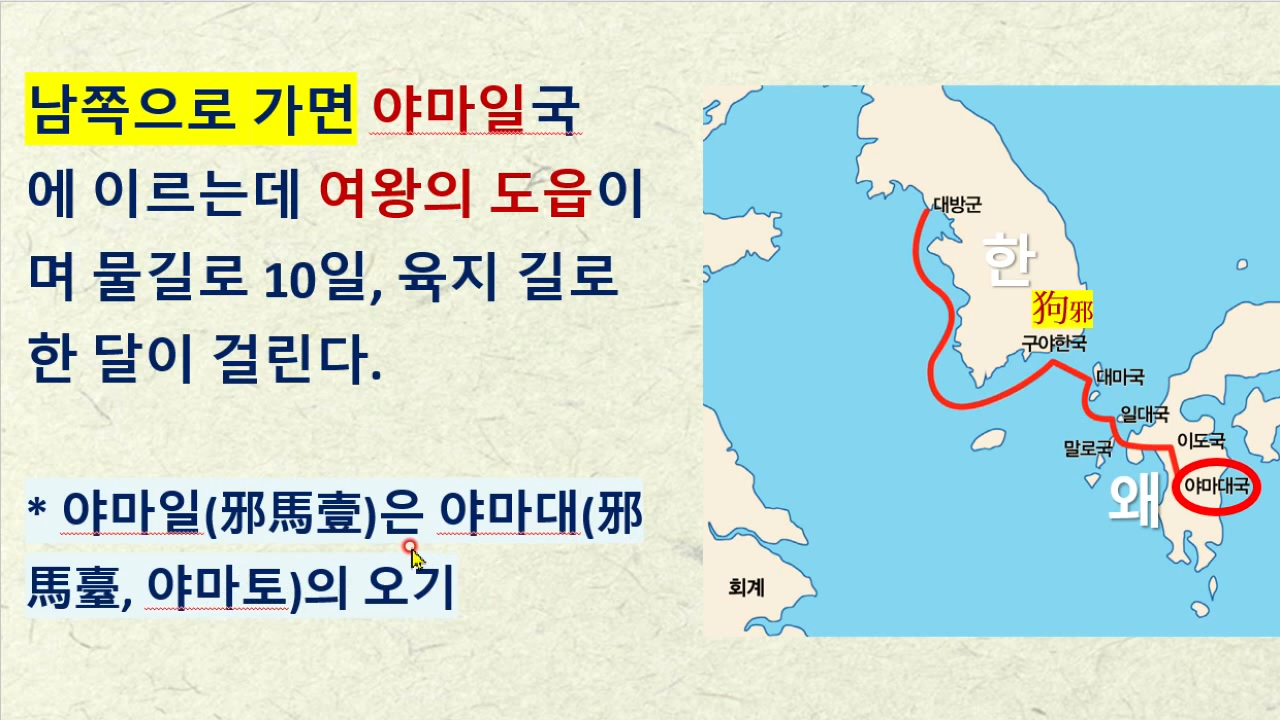 남쪽으로 가면 야마일국
에 이르는데 여왕의 도읍이
며 물길로 10일, 육지 길로
한 달이 걸린다.
* 야마일(邪馬壹)은 야마대(邪
馬臺, 야마토)의 오기
대방군
한
狗邪
구야한국
대마국
일대국
말로국
이도국
야마대국
왜
회계